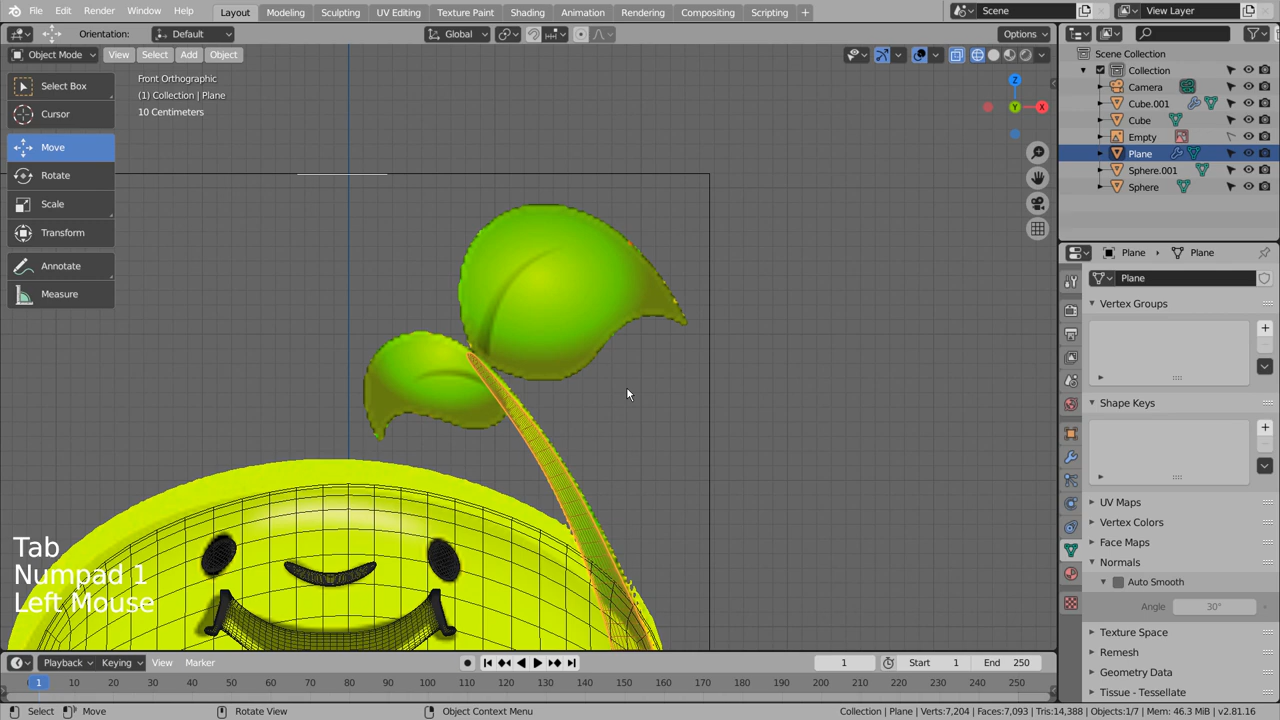 File Edit Render Window Help Layout Modeling Sculpting UV Editing Texture Paint Shading Animation Rendering Compositing Scripting + Scene View Layer
Orientation: Default Global Options
Object Mode View Select Add Object
Select Box
Cursor
Move
Rotate
Scale
Transform
Annotate
Measure
Front Orthographic
(1) Collection | Plane
10 Centimeters
Z
X
Y
Tab
Numpad 1
Left Mouse
Scene Collection
Collection
Camera
Cube.001
Cube
Empty
Plane
Sphere.001
Sphere
Plane Plane
Plane
Vertex Groups
Shape Keys
UV Maps
Vertex Colors
Face Maps
Normals
Auto Smooth
Angle 30°
Texture Space
Remesh
Geometry Data
Tissue - Tessellate
Playback Keying View Marker 1 Start 1 End 250
1 10 20 30 40 50 60 70 80 90 100 110 120 130 140 150 160 170 180 190 200 210 220 230 240 250
Select Move Rotate View Object Context Menu Collection | Plane | Verts:7,204 | Faces:7,093 | Tris:14,388 | Objects:1/7 | Mem: 46.3 MiB | v2.81.16